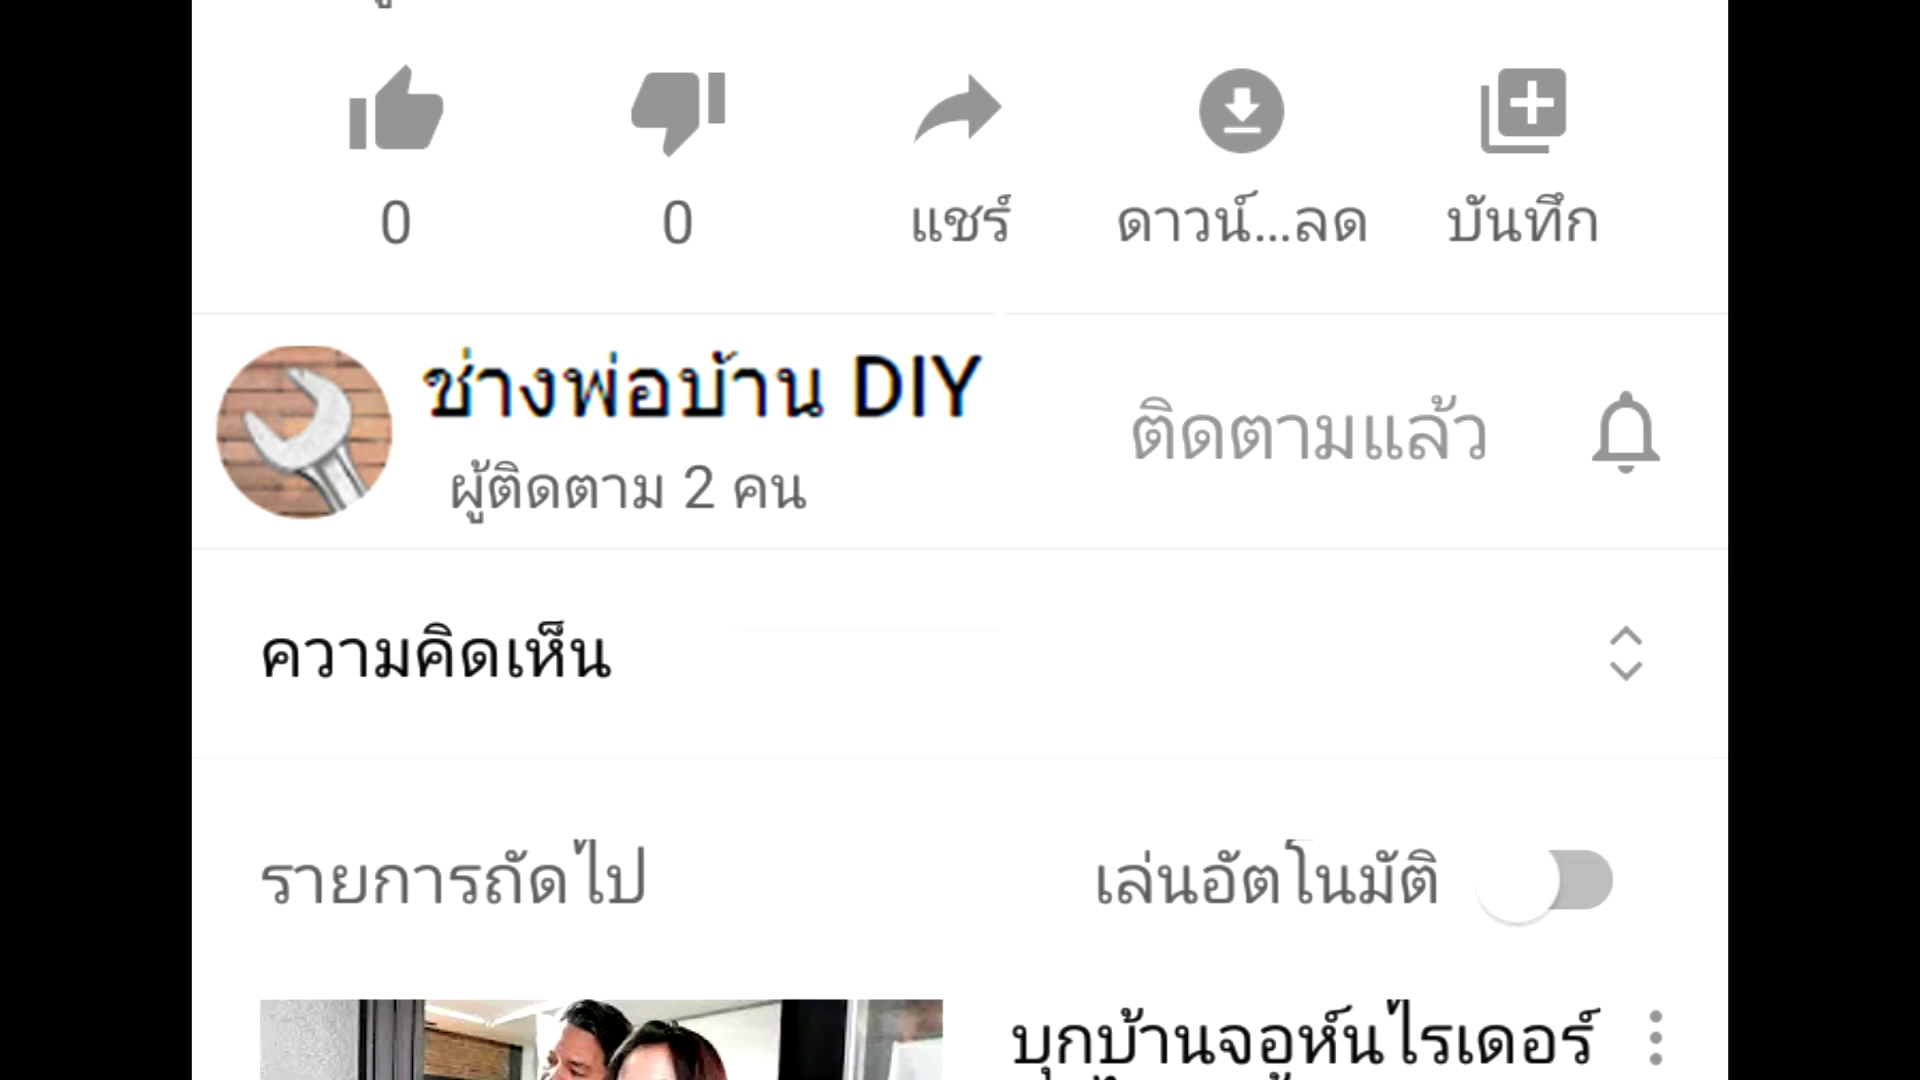 0 0 แชร์ ดาวน์...ลด บันทึก
ช่างพ่อบ้าน DIY
ผู้ติดตาม 2 คน
ติดตามแล้ว
ความคิดเห็น
รายการถัดไป เล่นอัตโนมัติ
บุกบ้านจอห์นไรเดอร์